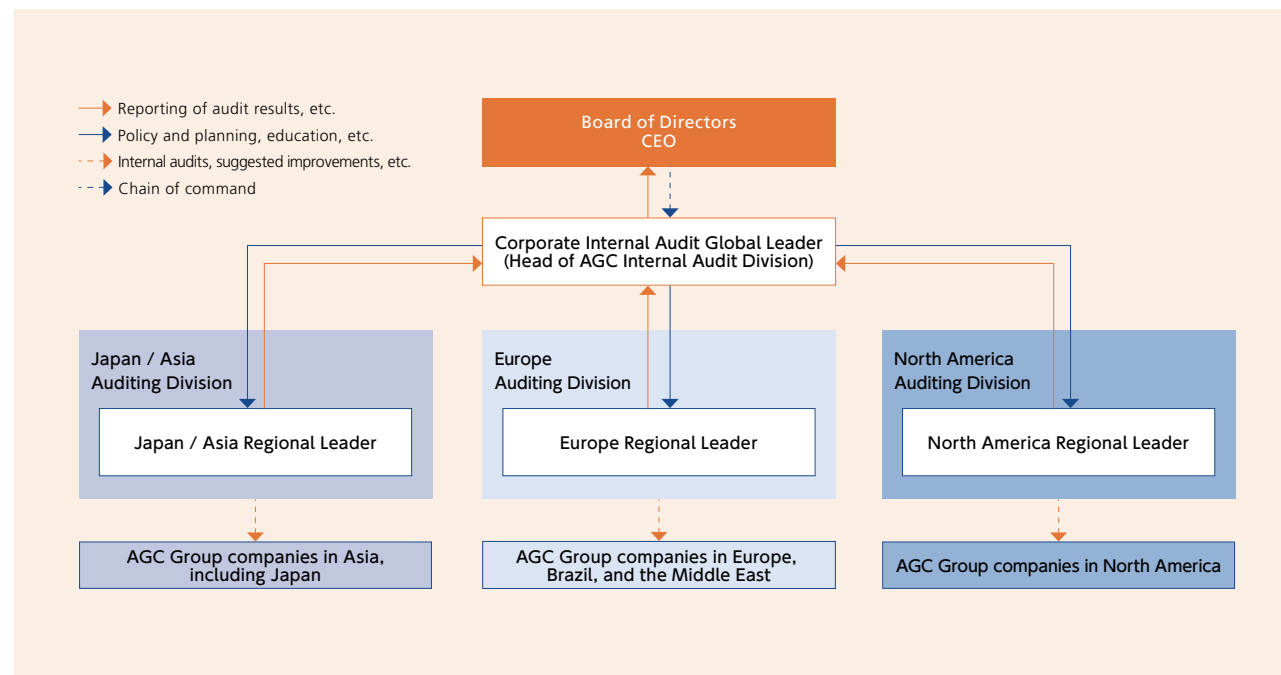 Reporting of audit results, etc.
Policy and planning, education, etc.
Internal audits, suggested improvements, etc.
Chain of command
Board of Directors
CEO
Corporate Internal Audit Global Leader
(Head of AGC Internal Audit Division)
Japan / Asia
Auditing Division
Japan / Asia Regional Leader
Europe
Auditing Division
Europe Regional Leader
North America
Auditing Division
North America Regional Leader
AGC Group companies in Asia,
including Japan
AGC Group companies in Europe,
Brazil, and the Middle East
AGC Group companies in North America